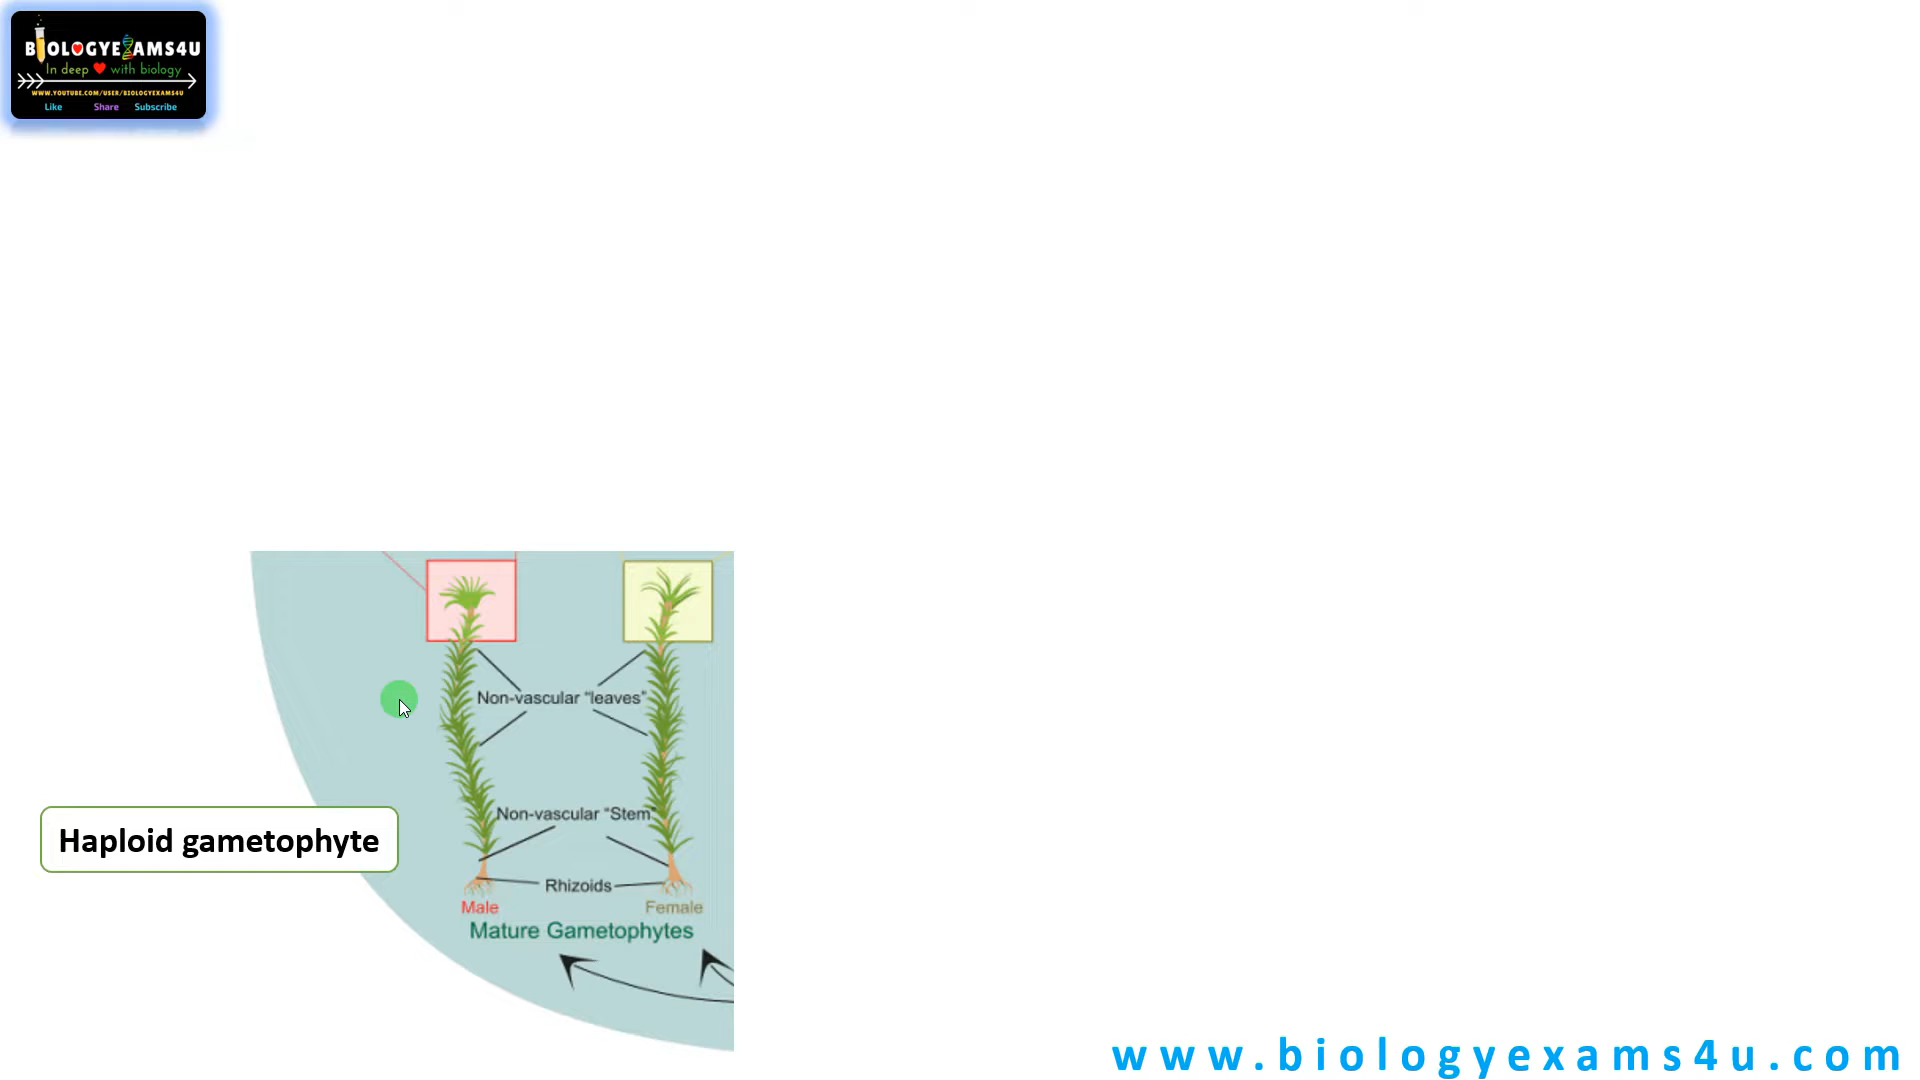 BIOLOGYEXAMS4U
In deep with biology
WWW.YOUTUBE.COM/USER/BIOLOGYEXAMS4U
Like Share Subscribe
Non-vascular “leaves”
Non-vascular “Stem”
Haploid gametophyte
Rhizoids
Male Female
Mature Gametophytes
www.biologyexams4u.com